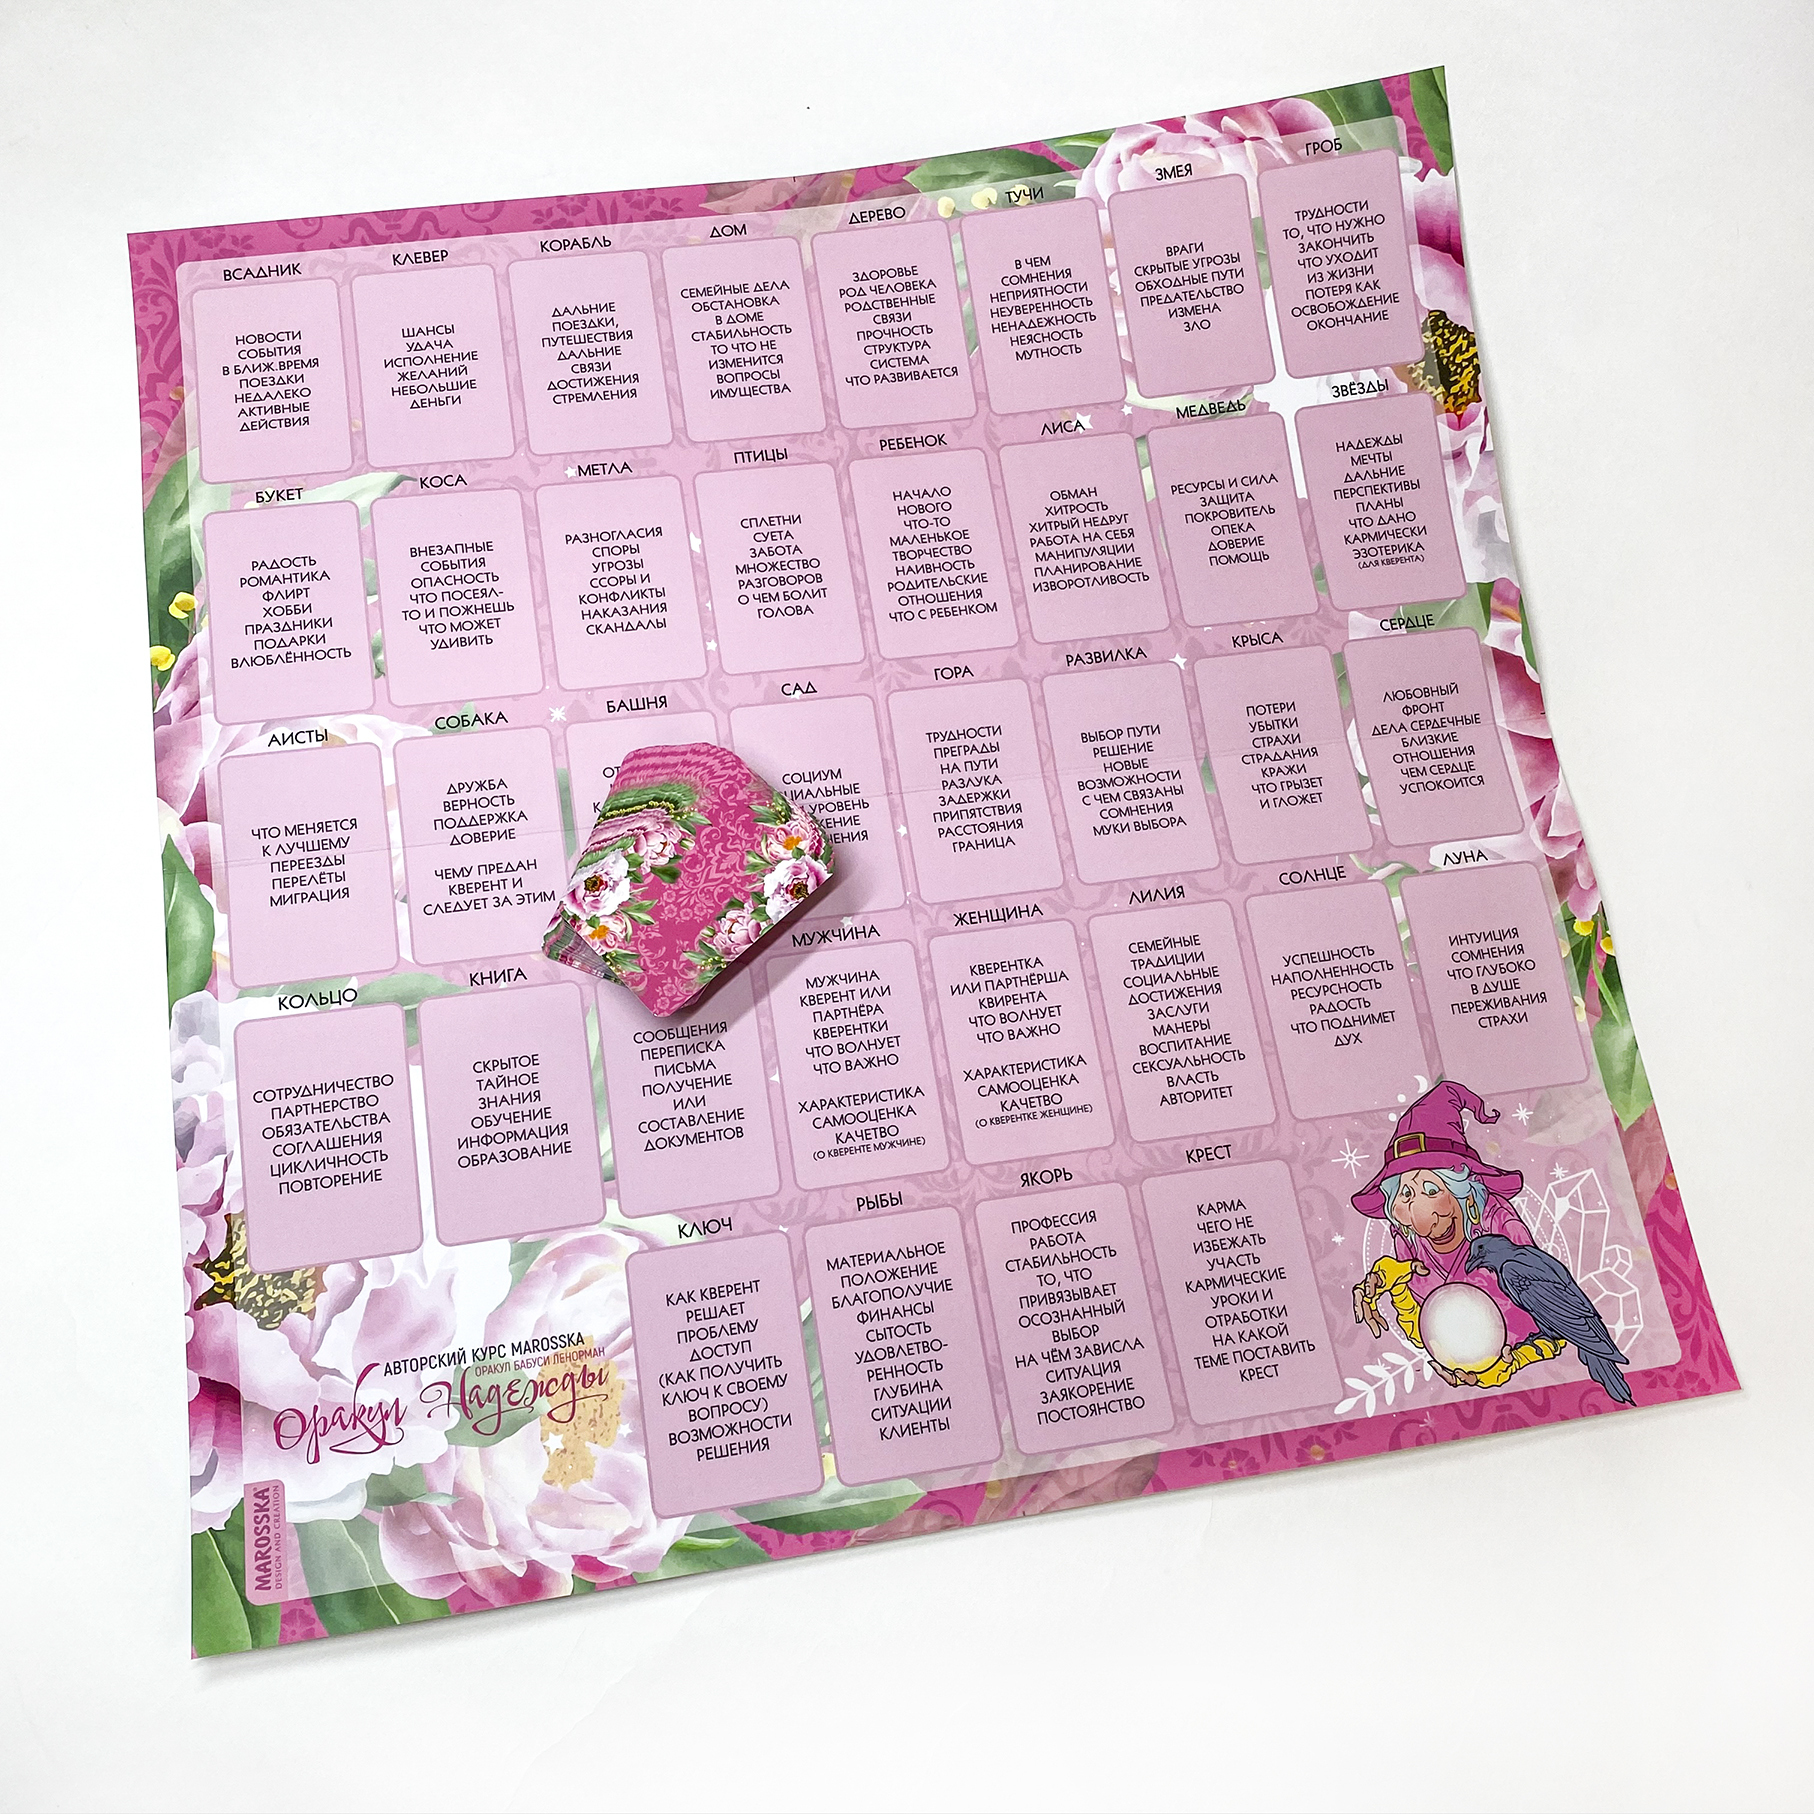 ВСАДНИК
НОВОСТИ
СОБЫТИЯ
В БЛИЖ.ВРЕМЯ
ПОЕЗДКИ
НЕДАЛЕКО
АКТИВНЫЕ
ДЕЙСТВИЯ
КЛЕВЕР
ШАНСЫ
УДАЧА
ИСПОЛНЕНИЕ
ЖЕЛАНИЙ
НЕБОЛЬШИЕ
ДЕНЬГИ
КОРАБЛЬ
ДАЛЬНИЕ
ПОЕЗДКИ,
ПУТЕШЕСТВИЯ
ДАЛЬНИЕ
СВЯЗИ
ДОСТИЖЕНИЯ
СТРЕМЛЕНИЯ
ДОМ
СЕМЕЙНЫЕ ДЕЛА
ОБСТАНОВКА
В ДОМЕ
СТАБИЛЬНОСТЬ
ТО ЧТО НЕ
ИЗМЕНИТСЯ
ВОПРОСЫ
ИМУЩЕСТВА
ДЕРЕВО
ЗДОРОВЬЕ
РОД ЧЕЛОВЕКА
РОДСТВЕННЫЕ
СВЯЗИ
ПРОЧНОСТЬ
СТРУКТУРА
СИСТЕМА
ЧТО РАЗВИВАЕТСЯ
ТУЧИ
В ЧЕМ
СОМНЕНИЯ
НЕПРИЯТНОСТИ
НЕУВЕРЕННОСТЬ
НЕНАДЕЖНОСТЬ
НЕЯСНОСТЬ
МУТНОСТЬ
ЗМЕЯ
ВРАГИ
СКРЫТЫЕ УГРОЗЫ
ОБХОДНЫЕ ПУТИ
ПРЕДАТЕЛЬСТВО
ИЗМЕНА
ЗЛО
ГРОБ
ТРУДНОСТИ
ТО, ЧТО НУЖНО
ЗАКОНЧИТЬ
ЧТО УХОДИТ
ИЗ ЖИЗНИ
ПОТЕРЯ КАК
ОСВОБОЖДЕНИЕ
ОКОНЧАНИЕ
БУКЕТ
РАДОСТЬ
РОМАНТИКА
ФЛИРТ
ХОББИ
ПРАЗДНИКИ
ПОДАРКИ
ВЛЮБЛЁННОСТЬ
КОСА
ВНЕЗАПНЫЕ
СОБЫТИЯ
ОПАСНОСТЬ
ЧТО ПОСЕЯЛ-
ТО И ПОЖНЕШЬ
ЧТО МОЖЕТ
УДИВИТЬ
МЕТЛА
РАЗНОГЛАСИЯ
СПОРЫ
УГРОЗЫ
ССОРЫ И
КОНФЛИКТЫ
НАКАЗАНИЯ
СКАНДАЛЫ
ПТИЦЫ
СПЛЕТНИ
СУЕТА
ЗАБОТА
МНОЖЕСТВО
РАЗГОВОРОВ
О ЧЕМ БОЛИТ
ГОЛОВА
РЕБЕНОК
НАЧАЛО
НОВОГО
ЧТО-ТО
МАЛЕНЬКОЕ
ТВОРЧЕСТВО
НАИВНОСТЬ
РОДИТЕЛЬСКИЕ
ОТНОШЕНИЯ
ЧТО С РЕБЕНКОМ
ЛИСА
ОБМАН
ХИТРОСТЬ
ХИТРЫЙ НЕДРУГ
РАБОТА НА СЕБЯ
МАНИПУЛЯЦИИ
ПЛАНИРОВАНИЕ
ИЗВОРОТЛИВОСТЬ
МЕДВЕДЬ
РЕСУРСЫ И СИЛА
ЗАЩИТА
ПОКРОВИТЕЛЬ
ОПЕКА
ДОВЕРИЕ
ПОМОЩЬ
ЗВЁЗДЫ
НАДЕЖДЫ
МЕЧТЫ
ДАЛЬНИЕ
ПЕРСПЕКТИВЫ
ПЛАНЫ
ЧТО ДАНО
КАРМИЧЕСКИ
ЭЗОТЕРИКА
(ДЛЯ КВЕРЕНТА)
АИСТЫ
ЧТО МЕНЯЕТСЯ
К ЛУЧШЕМУ
ПЕРЕЕЗДЫ
ПЕРЕЛЁТЫ
МИГРАЦИЯ
СОБАКА
ДРУЖБА
ВЕРНОСТЬ
ПОДДЕРЖКА
ДОВЕРИЕ
ЧЕМУ ПРЕДАН
КВЕРЕНТ И
СЛЕДУЕТ ЗА ЭТИМ
БАШНЯ
САД
СОЦИУМ
УРОВЕНЬ
ГОРА
ТРУДНОСТИ
ПРЕГРАДЫ
НА ПУТИ
РАЗЛУКА
ЗАДЕРЖКИ
ПРИПЯТСТВИЯ
РАССТОЯНИЯ
ГРАНИЦА
РАЗВИЛКА
ВЫБОР ПУТИ
РЕШЕНИЕ
НОВЫЕ
ВОЗМОЖНОСТИ
С ЧЕМ СВЯЗАНЫ
СОМНЕНИЯ
МУКИ ВЫБОРА
КРЫСА
ПОТЕРИ
УБЫТКИ
СТРАХИ
СТРАДАНИЯ
КРАЖИ
ЧТО ГРЫЗЕТ
И ГЛОЖЕТ
СЕРДЦЕ
ЛЮБОВНЫЙ
ФРОНТ
ДЕЛА СЕРДЕЧНЫЕ
БЛИЗКИЕ
ОТНОШЕНИЯ
ЧЕМ СЕРДЦЕ
УСПОКОИТСЯ
КОЛЬЦО
СОТРУДНИЧЕСТВО
ПАРТНЕРСТВО
ОБЯЗАТЕЛЬСТВА
СОГЛАШЕНИЯ
ЦИКЛИЧНОСТЬ
ПОВТОРЕНИЕ
КНИГА
СКРЫТОЕ
ТАЙНОЕ
ЗНАНИЯ
ОБУЧЕНИЕ
ИНФОРМАЦИЯ
ОБРАЗОВАНИЕ
СООБЩЕНИЯ
ПЕРЕПИСКА
ПИСЬМА
ПОЛУЧЕНИЕ
ИЛИ
СОСТАВЛЕНИЕ
ДОКУМЕНТОВ
МУЖЧИНА
МУЖЧИНА
КВЕРЕНТ ИЛИ
ПАРТНЁРА
КВЕРЕНТКИ
ЧТО ВОЛНУЕТ
ЧТО ВАЖНО
ХАРАКТЕРИСТИКА
САМООЦЕНКА
КАЧЕТВО
(О КВЕРЕНТЕ МУЖЧИНЕ)
ЖЕНЩИНА
КВЕРЕНТКА
ИЛИ ПАРТНЁРША
КВИРЕНТА
ЧТО ВОЛНУЕТ
ЧТО ВАЖНО
ХАРАКТЕРИСТИКА
САМООЦЕНКА
КАЧЕТВО
(О КВЕРЕНТКЕ ЖЕНЩИНЕ)
ЛИЛИЯ
СЕМЕЙНЫЕ
ТРАДИЦИИ
СОЦИАЛЬНЫЕ
ДОСТИЖЕНИЯ
ЗАСЛУГИ
МАНЕРЫ
ВОСПИТАНИЕ
СЕКСУАЛЬНОСТЬ
ВЛАСТЬ
АВТОРИТЕТ
СОЛНЦЕ
УСПЕШНОСТЬ
НАПОЛНЕННОСТЬ
РЕСУРСНОСТЬ
РАДОСТЬ
ЧТО ПОДНИМЕТ
ДУХ
ЛУНА
ИНТУИЦИЯ
СОМНЕНИЯ
ЧТО ГЛУБОКО
В ДУШЕ
ПЕРЕЖИВАНИЯ
СТРАХИ
КЛЮЧ
КАК КВЕРЕНТ
РЕШАЕТ
ПРОБЛЕМУ
ДОСТУП
(КАК ПОЛУЧИТЬ
КЛЮЧ К СВОЕМУ
ВОПРОСУ)
ВОЗМОЖНОСТИ
РЕШЕНИЯ
РЫБЫ
МАТЕРИАЛЬНОЕ
ПОЛОЖЕНИЕ
БЛАГОПОЛУЧИЕ
ФИНАНСЫ
СЫТОСТЬ
УДОВЛЕТВО-
РЕННОСТЬ
ГЛУБИНА
СИТУАЦИИ
КЛИЕНТЫ
ЯКОРЬ
ПРОФЕССИЯ
РАБОТА
СТАБИЛЬНОСТЬ
ТО, ЧТО
ПРИВЯЗЫВАЕТ
ОСОЗНАННЫЙ
ВЫБОР
НА ЧЁМ ЗАВИСЛА
СИТУАЦИЯ
ЗАЯКОРЕНИЕ
ПОСТОЯНСТВО
КРЕСТ
КАРМА
ЧЕГО НЕ
ИЗБЕЖАТЬ
УЧАСТЬ
КАРМИЧЕСКИЕ
УРОКИ И
ОТРАБОТКИ
НА КАКОЙ
ТЕМЕ ПОСТАВИТЬ
КРЕСТ
АВТОРСКИЙ КУРС MAROSSKA
ОРАКУЛ БАБУСИ ЛЕНОРМАН
Оракул Надежды
MAROSSKA®
DESIGN AND CREATION